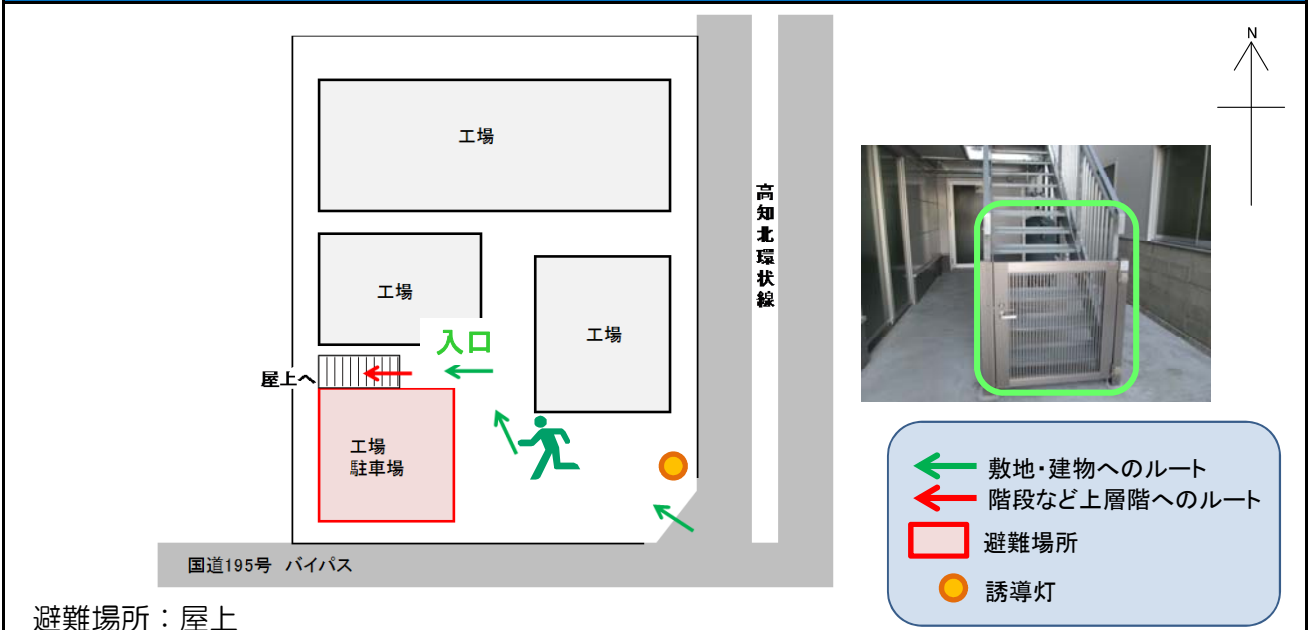 N
工場
高知北環状線
工場
工場
入口
屋上へ
工場
駐車場
国道195号 バイパス
敷地・建物へのルート
階段など上層階へのルート
避難場所
誘導灯
避難場所：屋上